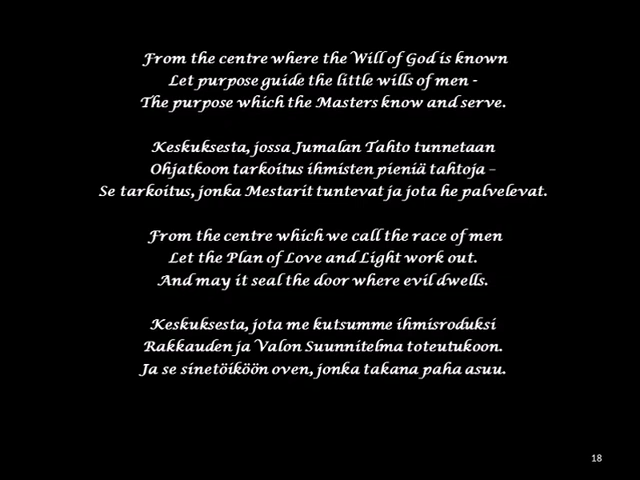 From the centre where the Will of God is known
Let purpose guide the little wills of men -
The purpose which the Masters know and serve.
Keskuksesta, jossa Jumalan Tahto tunnetaan
Ohjatkoon tarkoitus ihmisten pieniä tahtoja –
Se tarkoitus, jonka Mestarit tuntevat ja jota he palvelevat.
From the centre which we call the race of men
Let the Plan of Love and Light work out.
And may it seal the door where evil dwells.
Keskuksesta, jota me kutsumme ihmisroduksi
Rakkauden ja Valon Suunnitelma toteutukoon.
Ja se sinetöiköön oven, jonka takana paha asuu.
18